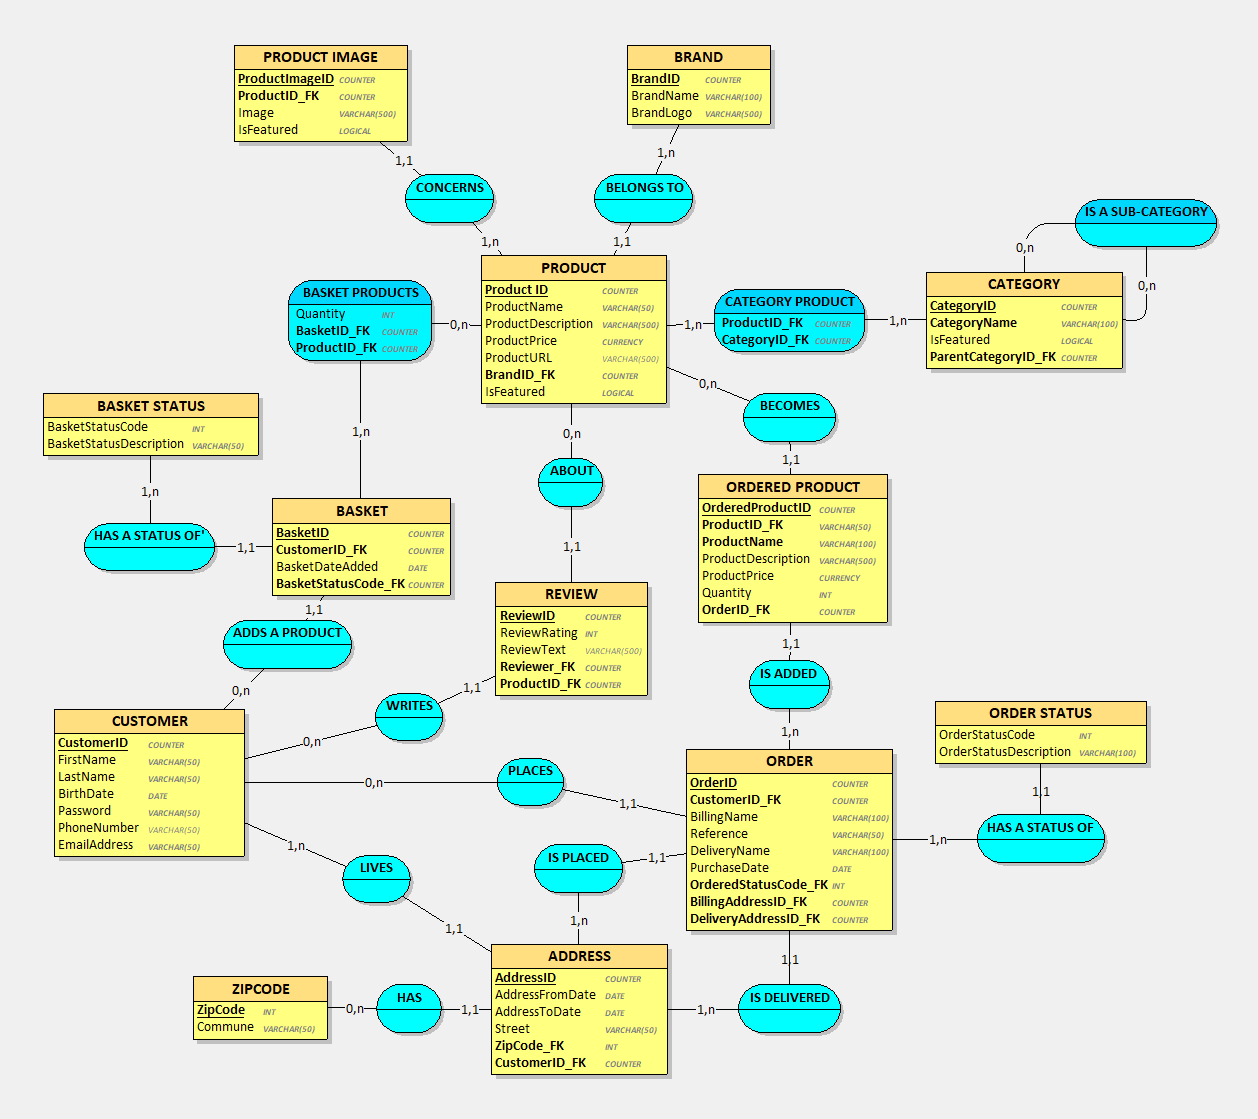 PRODUCT IMAGE
ProductImageID COUNTER
ProductID_FK COUNTER
Image VARCHAR(500)
IsFeatured LOGICAL
BRAND
BrandID COUNTER
BrandName VARCHAR(100)
BrandLogo VARCHAR(500)
1,1
1,n
CONCERNS
BELONGS TO
1,n
1,1
IS A SUB-CATEGORY
0,n
0,n
PRODUCT
Product ID COUNTER
ProductName VARCHAR(50)
ProductDescription VARCHAR(500)
ProductPrice CURRENCY
ProductURL VARCHAR(500)
BrandID_FK COUNTER
IsFeatured LOGICAL
BASKET PRODUCTS
Quantity INT
BasketID_FK COUNTER
ProductID_FK COUNTER
0,n
1,n
CATEGORY PRODUCT
ProductID_FK COUNTER
CategoryID_FK COUNTER
1,n
CATEGORY
CategoryID COUNTER
CategoryName VARCHAR(100)
IsFeatured LOGICAL
ParentCategoryID_FK COUNTER
0,n
BECOMES
1,1
BASKET STATUS
BasketStatusCode INT
BasketStatusDescription VARCHAR(50)
1,n
1,n
HAS A STATUS OF'
1,1
0,n
ABOUT
1,1
BASKET
BasketID COUNTER
CustomerID_FK COUNTER
BasketDateAdded DATE
BasketStatusCode_FK COUNTER
ORDERED PRODUCT
OrderedProductID COUNTER
ProductID_FK VARCHAR(50)
ProductName VARCHAR(100)
ProductDescription VARCHAR(500)
ProductPrice CURRENCY
Quantity INT
OrderID_FK COUNTER
1,1
ADDS A PRODUCT
0,n
REVIEW
ReviewID COUNTER
ReviewRating INT
ReviewText VARCHAR(500)
Reviewer_FK COUNTER
ProductID_FK COUNTER
1,1
IS ADDED
1,n
1,1
WRITES
0,n
CUSTOMER
CustomerID COUNTER
FirstName VARCHAR(50)
LastName VARCHAR(50)
BirthDate DATE
Password VARCHAR(50)
PhoneNumber VARCHAR(50)
EmailAddress VARCHAR(50)
0,n
PLACES
1,1
ORDER
OrderID COUNTER
CustomerID_FK COUNTER
BillingName VARCHAR(100)
Reference VARCHAR(50)
DeliveryName VARCHAR(100)
PurchaseDate DATE
OrderedStatusCode_FK INT
BillingAddressID_FK COUNTER
DeliveryAddressID_FK COUNTER
ORDER STATUS
OrderStatusCode INT
OrderStatusDescription VARCHAR(100)
1,1
HAS A STATUS OF
1,n
1,n
LIVES
1,1
IS PLACED
1,1
1,n
1,1
IS DELIVERED
1,n
ADDRESS
AddressID COUNTER
AddressFromDate DATE
AddressToDate DATE
Street VARCHAR(50)
ZipCode_FK INT
CustomerID_FK COUNTER
ZIPCODE
ZipCode INT
Commune VARCHAR(50)
0,n
HAS
1,1